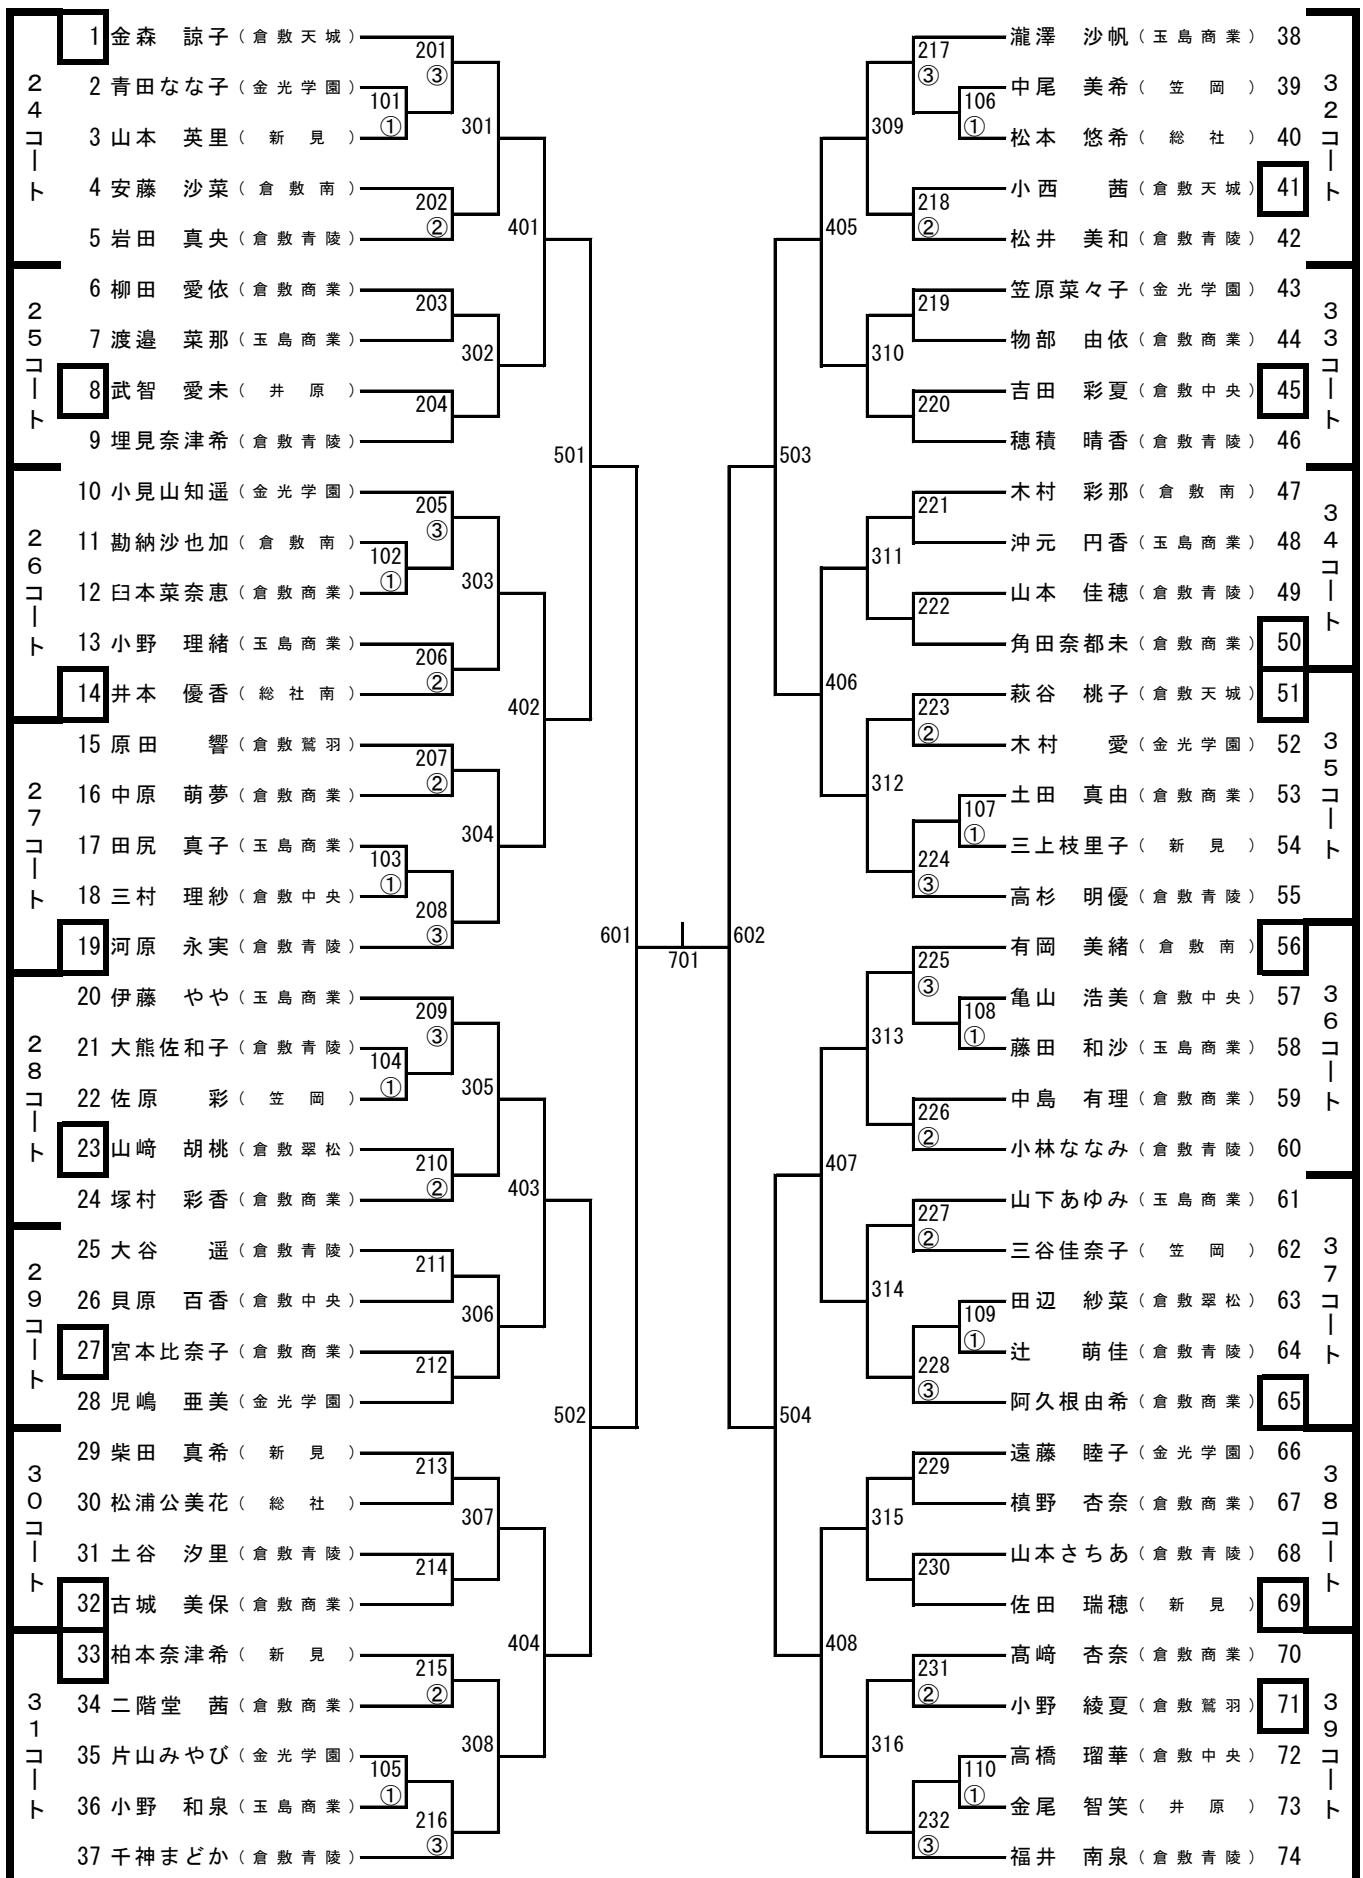 24コート
1 金森 諒子（倉敷天城）
2 青田なな子（金光学園）
3 山本 英里（新見）
4 安藤 沙菜（倉敷南）
5 岩田 真央（倉敷青陵）
201
③
101
①
301
202
②
401
25コート
6 柳田 愛依（倉敷商業）
7 渡邉 菜那（玉島商業）
8 武智 愛未（井原）
9 埋見奈津希（倉敷青陵）
203
302
204
501
26コート
10 小見山知遥（金光学園）
11 勘納沙也加（倉敷南）
12 臼本菜奈恵（倉敷商業）
13 小野 理緒（玉島商業）
14 井本 優香（総社南）
205
③
102
①
303
206
②
402
27コート
15 原田 響（倉敷鷲羽）
16 中原 萌夢（倉敷商業）
17 田尻 真子（玉島商業）
18 三村 理紗（倉敷中央）
19 河原 永実（倉敷青陵）
207
②
304
103
①
208
③
601
701
602
28コート
20 伊藤 やや（玉島商業）
21 大熊佐和子（倉敷青陵）
22 佐原 彩（笠岡）
23 山﨑 胡桃（倉敷翠松）
24 塚村 彩香（倉敷商業）
209
③
104
①
305
210
②
403
29コート
25 大谷 遥（倉敷青陵）
26 貝原 百香（倉敷中央）
27 宮本比奈子（倉敷商業）
28 児嶋 亜美（金光学園）
211
306
212
502
30コート
29 柴田 真希（新見）
30 松浦公美花（総社）
31 土谷 汐里（倉敷青陵）
32 古城 美保（倉敷商業）
213
307
214
404
31コート
33 柏本奈津希（新見）
34 二階堂 茜（倉敷商業）
35 片山みやび（金光学園）
36 小野 和泉（玉島商業）
37 千神まどか（倉敷青陵）
215
②
308
105
①
216
③
32コート
瀧澤 沙帆（玉島商業） 38
中尾 美希（笠岡） 39
松本 悠希（総社） 40
小西 茜（倉敷天城） 41
松井 美和（倉敷青陵） 42
217
③
106
①
309
218
②
405
33コート
笠原菜々子（金光学園） 43
物部 由依（倉敷商業） 44
吉田 彩夏（倉敷中央） 45
穂積 晴香（倉敷青陵） 46
219
310
220
503
34コート
木村 彩那（倉敷南） 47
沖元 円香（玉島商業） 48
山本 佳穂（倉敷青陵） 49
角田奈都未（倉敷商業） 50
221
311
222
406
35コート
萩谷 桃子（倉敷天城） 51
木村 愛（金光学園） 52
土田 真由（倉敷商業） 53
三上枝里子（新見） 54
高杉 明優（倉敷青陵） 55
223
②
312
107
①
224
③
36コート
有岡 美緒（倉敷南） 56
亀山 浩美（倉敷中央） 57
藤田 和沙（玉島商業） 58
中島 有理（倉敷商業） 59
小林ななみ（倉敷青陵） 60
225
③
108
①
313
226
②
407
37コート
山下あゆみ（玉島商業） 61
三谷佳奈子（笠岡） 62
田辺 紗菜（倉敷翠松） 63
辻 萌佳（倉敷青陵） 64
阿久根由希（倉敷商業） 65
227
②
314
109
①
228
③
504
38コート
遠藤 睦子（金光学園） 66
槙野 杏奈（倉敷商業） 67
山本さちあ（倉敷青陵） 68
佐田 瑞穂（新見） 69
229
315
230
408
39コート
髙﨑 杏奈（倉敷商業） 70
小野 綾夏（倉敷鷲羽） 71
高橋 瑠華（倉敷中央） 72
金尾 智笑（井原） 73
福井 南泉（倉敷青陵） 74
231
②
316
110
①
232
③